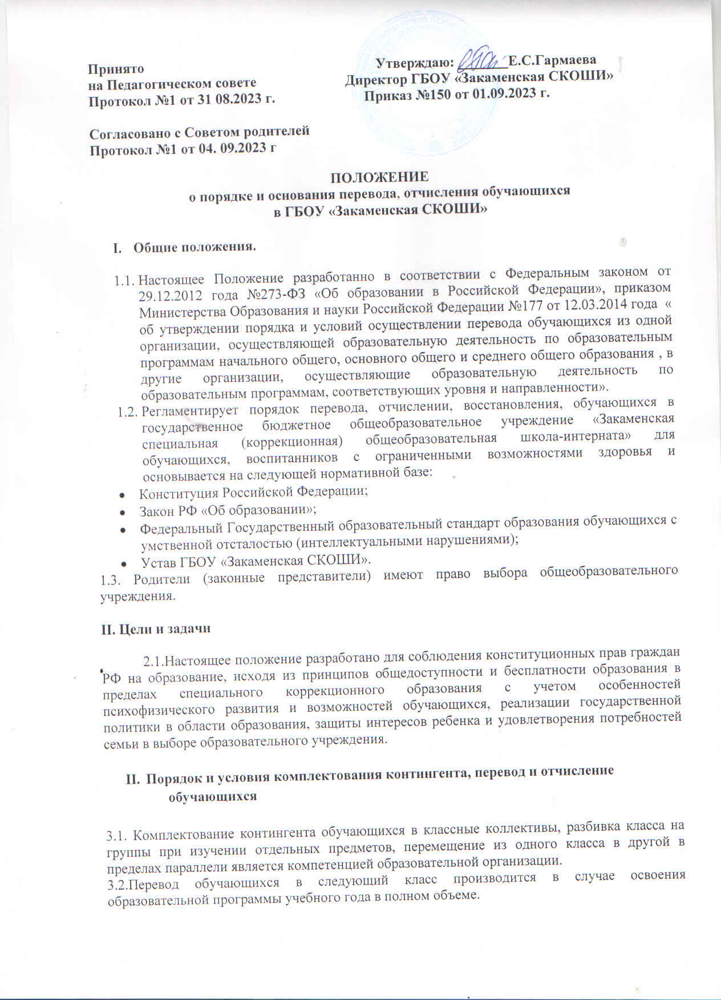 Принято
на Педагогическом совете
Протокол №1 от 31 08.2023 г.
Утверждаю: ______Е.С.Гармаева
Директор ГБОУ «Закаменская СКОШИ»
Приказ №150 от 01.09.2023 г.
Согласовано с Советом родителей
Протокол №1 от 04. 09.2023 г
ПОЛОЖЕНИЕ
о порядке и основания перевода, отчисления обучающихся
в ГБОУ «Закаменская СКОШИ»
I. Общие положения.
1.1. Настоящее Положение разработанно в соответствии с Федеральным законом от
29.12.2012 года №273-ФЗ «Об образовании в Российской Федерации», приказом
Министерства Образования и науки Российской Федерации №177 от 12.03.2014 года «
об утверждении порядка и условий осуществлении перевода обучающихся из одной
организации, осуществляющей образовательную деятельность по образовательным
программам начального общего, основного общего и среднего общего образования , в
другие организации, осуществляющие образовательную деятельность по
образовательным программам, соответствующих уровня и направленности».
1.2. Регламентирует порядок перевода, отчислении, восстановления, обучающихся в
государственное бюджетное общеобразовательное учреждение «Закаменская
специальная (коррекционная) общеобразовательная школа-интерната» для
обучающихся, воспитанников с ограниченными возможностями здоровья и
основывается на следующей нормативной базе:
• Конституция Российской Федерации;
• Закон РФ «Об образовании»;
• Федеральный Государственный образовательный стандарт образования обучающихся с
умственной отсталостью (интеллектуальными нарушениями);
• Устав ГБОУ «Закаменская СКОШИ».
1.3. Родители (законные представители) имеют право выбора общеобразовательного
учреждения.
II. Цели и задачи
2.1.Настоящее положение разработано для соблюдения конституционных прав граждан
РФ на образование, исходя из принципов общедоступности и бесплатности образования в
пределах специального коррекционного образования с учетом особенностей
психофизического развития и возможностей обучающихся, реализации государственной
политики в области образования, защиты интересов ребенка и удовлетворения потребностей
семьи в выборе образовательного учреждения.
II. Порядок и условия комплектования контингента, перевод и отчисление
обучающихся
3.1. Комплектование контингента обучающихся в классные коллективы, разбивка класса на
группы при изучении отдельных предметов, перемещение из одного класса в другой в
пределах параллели является компетенцией образовательной организации.
3.2.Перевод обучающихся в следующий класс производится в случае освоения
образовательной программы учебного года в полном объеме.